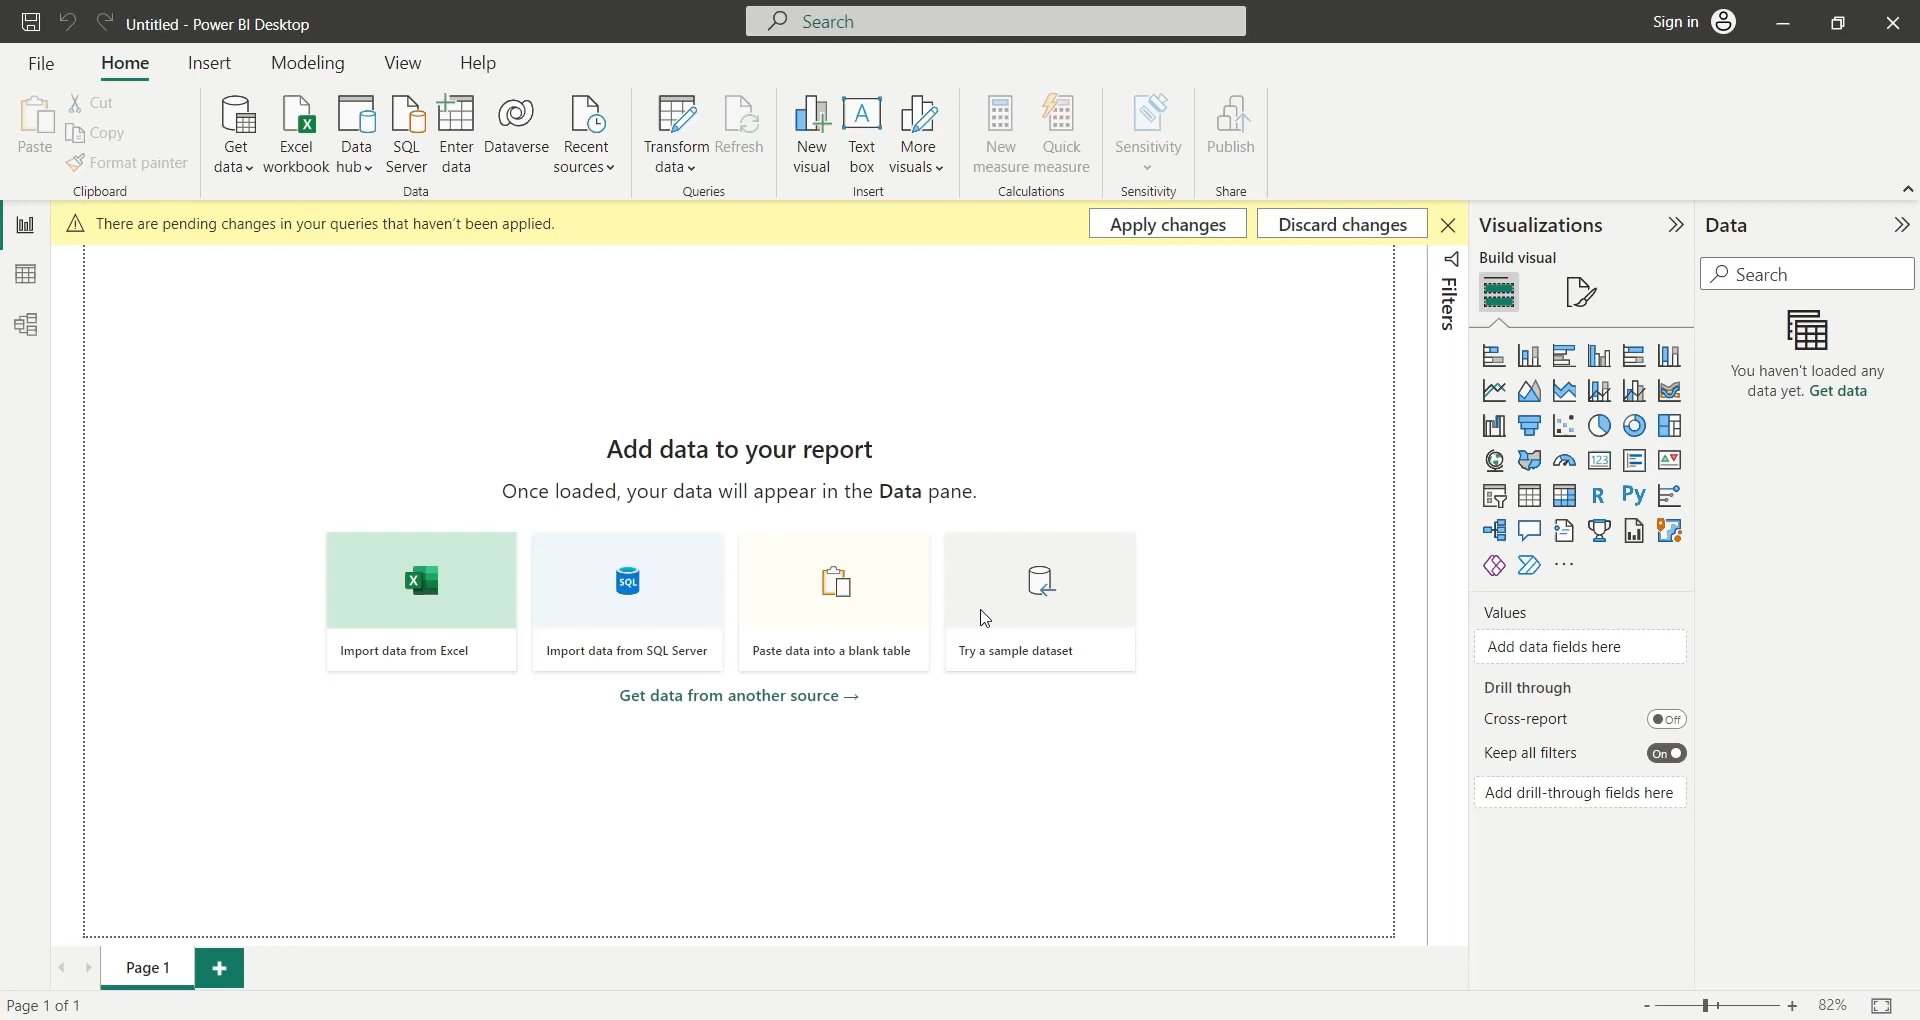 Untitled - Power BI Desktop
Search
Sign in
File Home Insert Modeling View Help
Paste
Cut
Copy
Format painter
Clipboard
Get data
Excel workbook
Data hub
SQL Server
Enter data
Dataverse
Recent sources
Data
Transform data
Refresh
Queries
New visual
Text box
More visuals
Insert
New measure
Quick measure
Calculations
Sensitivity
Sensitivity
Publish
Share
There are pending changes in your queries that haven't been applied.
Apply changes
Discard changes
Filters
Add data to your report
Once loaded, your data will appear in the Data pane.
X
SQL
Import data from Excel
Import data from SQL Server
Paste data into a blank table
Try a sample dataset
Get data from another source →
Visualizations
Build visual
123
R
Py
Values
Add data fields here
Drill through
Cross-report
Off
Keep all filters
On
Add drill-through fields here
Data
Search
You haven't loaded any
data yet. Get data
Page 1
+
Page 1 of 1
- + 82%